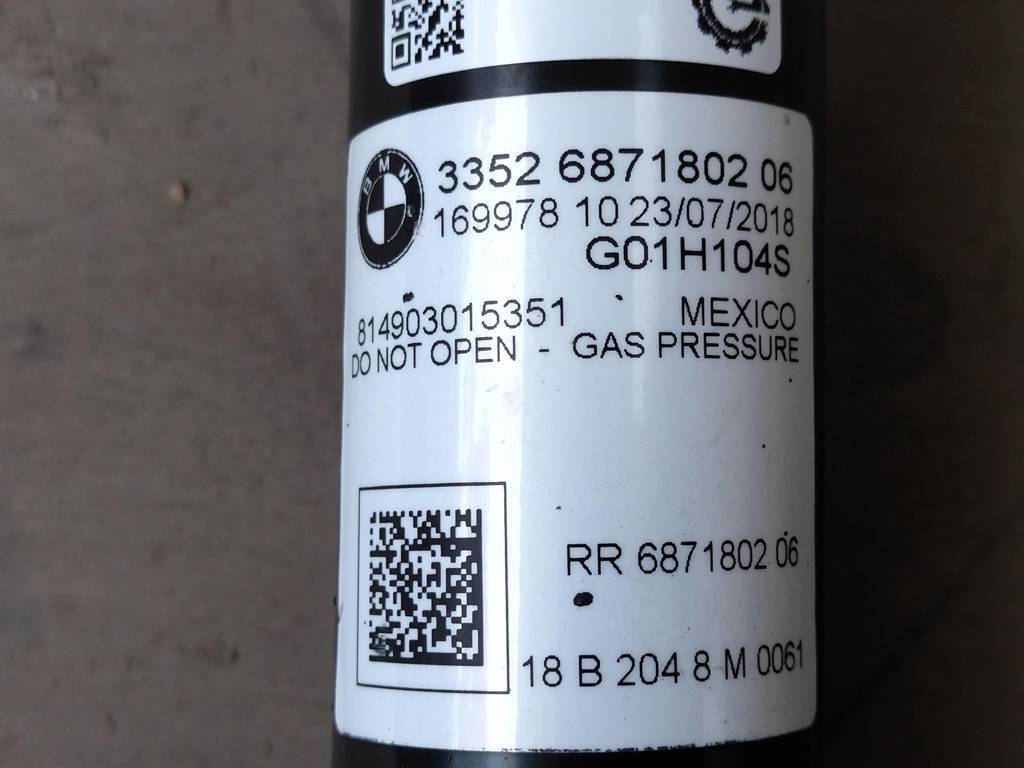 BMW
3352 6871802 06
169978 10 23/07/2018
G01H104S
814903015351 MEXICO
DO NOT OPEN - GAS PRESSURE
RR 6871802 06
18 B 204 8 M 0061